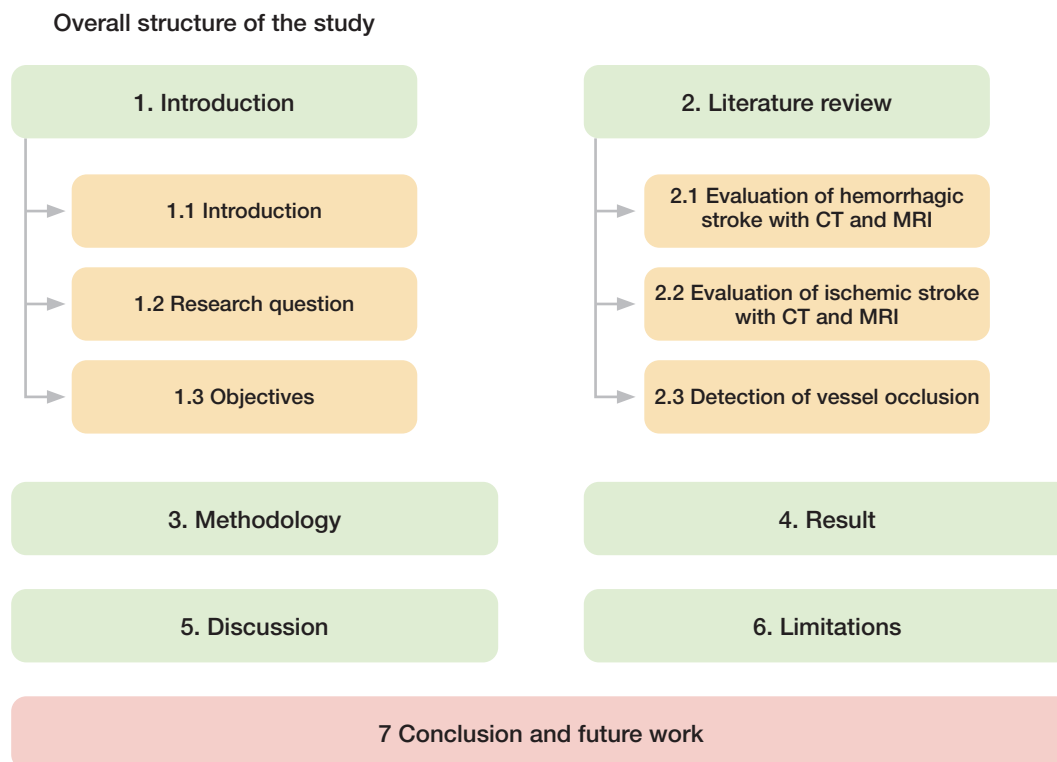 Overall structure of the study
1. Introduction
1.1 Introduction
1.2 Research question
1.3 Objectives
2. Literature review
2.1 Evaluation of hemorrhagic
stroke with CT and MRI
2.2 Evaluation of ischemic stroke
with CT and MRI
2.3 Detection of vessel occlusion
3. Methodology
4. Result
5. Discussion
6. Limitations
7 Conclusion and future work